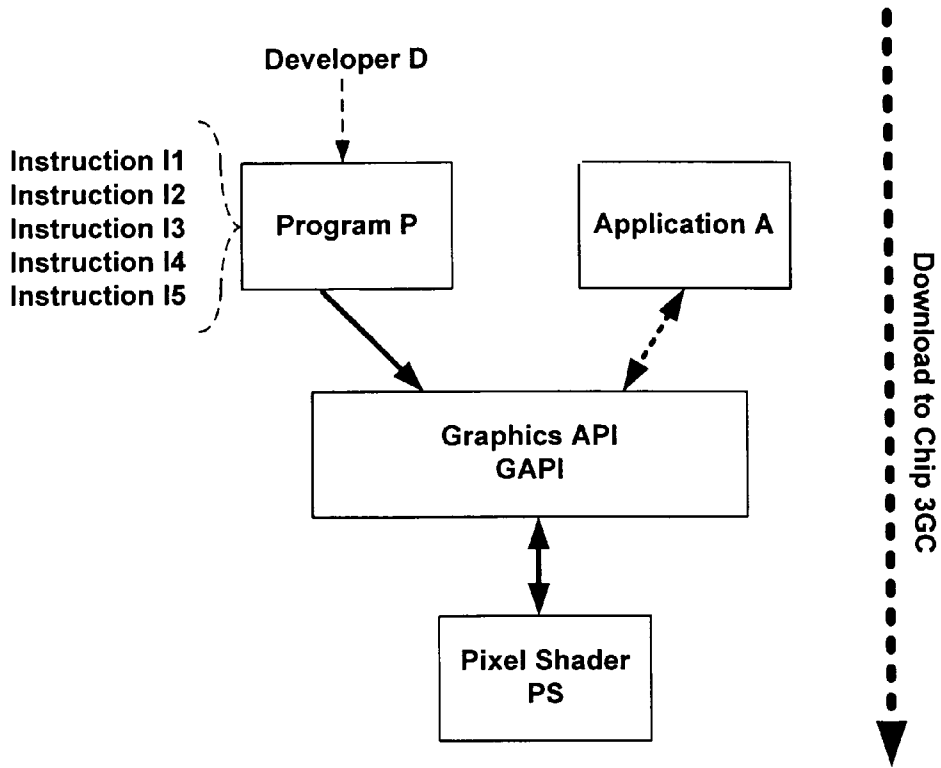 Developer D
Instruction I1
Instruction I2
Instruction I3
Instruction I4
Instruction I5
Program P
Application A
Graphics API
GAPI
Pixel Shader
PS
Download to Chip 3GC